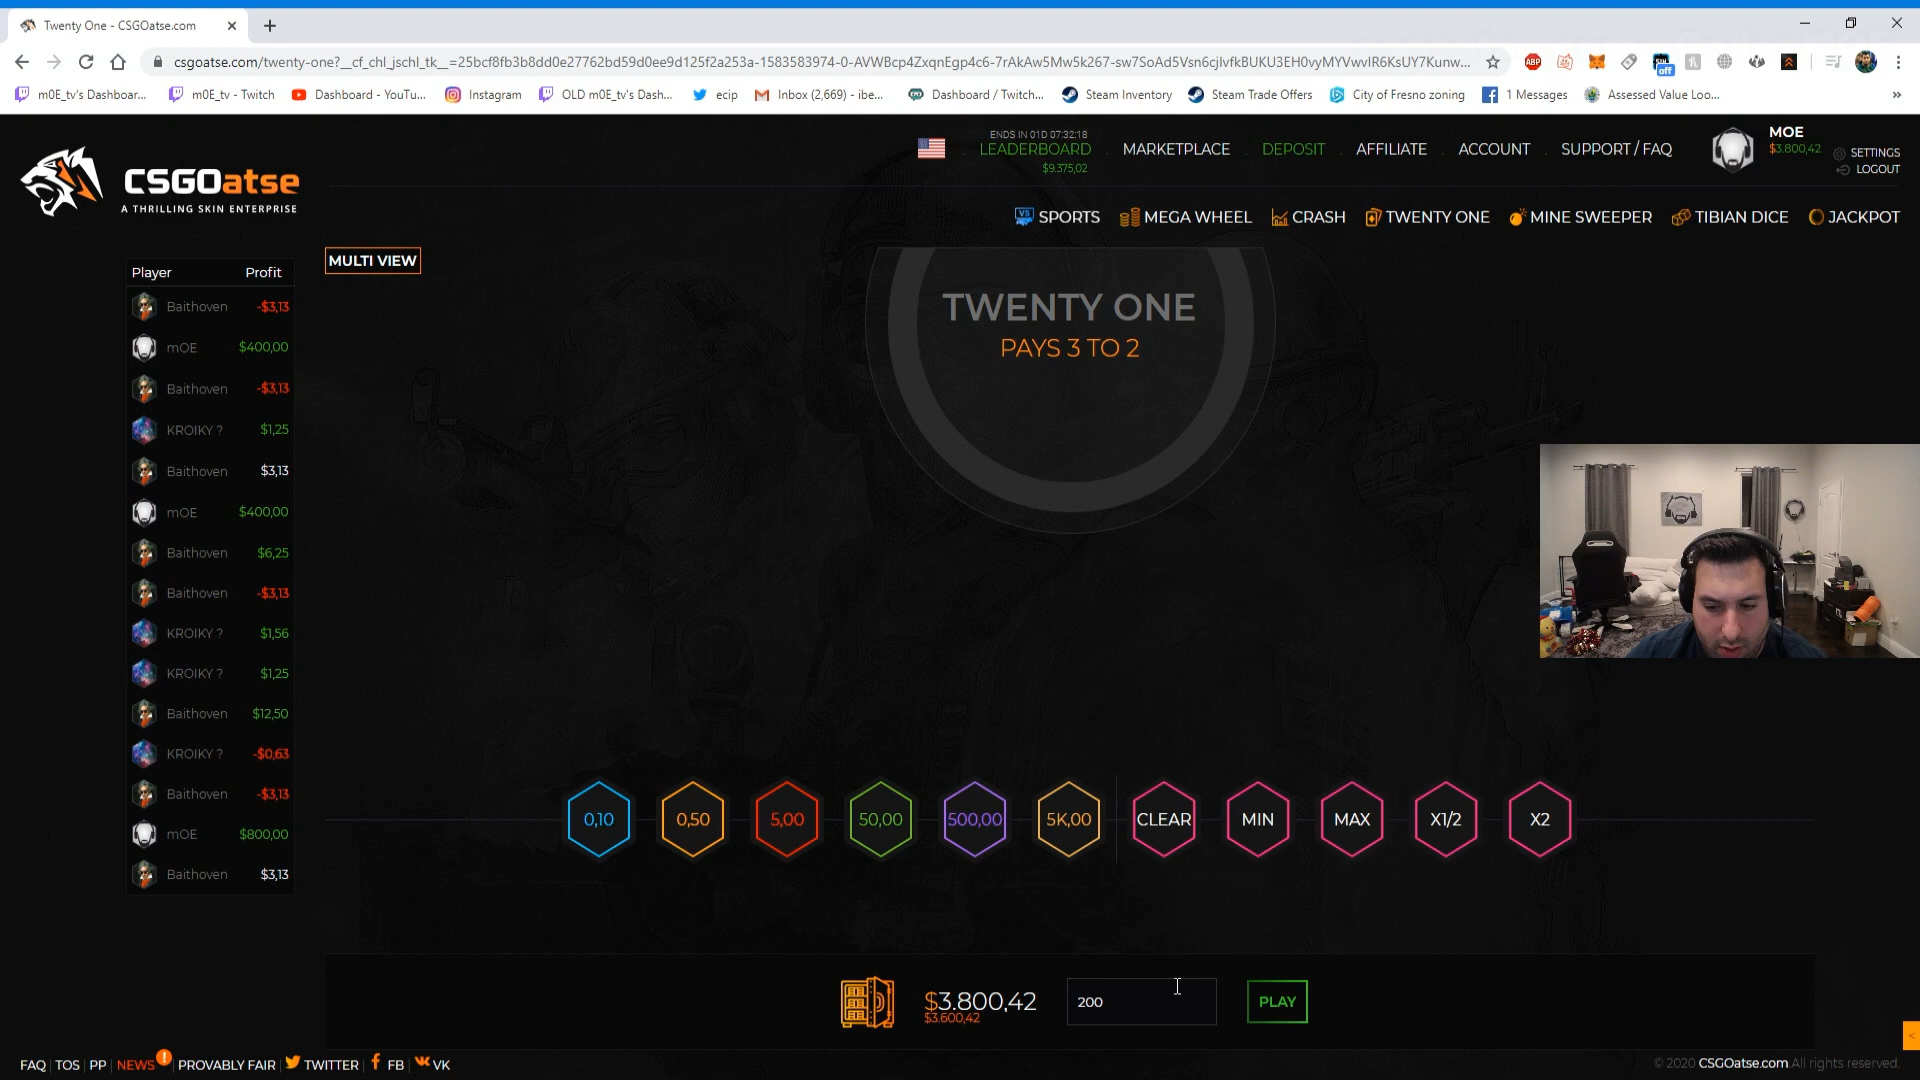 Twenty One - CSGOatse.com
csgoatse.com/twenty-one?__cf_chl_jschl_tk__=25bcf8fb3b8dd0e27762bd59d0ee9d125f2a253a-1583583974-0-AVWBcp4ZxqnEgp4c6-7rAkAw5Mw5k267-sw7SoAd5Vsn6cjIvfkBUKU3EH0vyMYVwvIR6KsUY7Kunw...
ABP
off
m0E_tv's Dashboar... m0E_tv - Twitch Dashboard - YouTu... Instagram OLD m0E_tv's Dash... ecip Inbox (2,669) - ibe... Dashboard / Twitch... Steam Inventory Steam Trade Offers City of Fresno zoning 1 Messages Assessed Value Loo... »
CSGOatse
A THRILLING SKIN ENTERPRISE
ENDS IN 01D 07:32:18
LEADERBOARD
$9.375,02
MARKETPLACE DEPOSIT AFFILIATE ACCOUNT SUPPORT / FAQ
MOE
$3.800,42
SETTINGS
LOGOUT
VS SPORTS MEGA WHEEL CRASH TWENTY ONE MINE SWEEPER TIBIAN DICE JACKPOT
MULTI VIEW
TWENTY ONE
PAYS 3 TO 2
Player Profit
Baithoven -$3,13
mOE $400,00
Baithoven -$3,13
KROIKY ? $1,25
Baithoven $3,13
mOE $400,00
Baithoven $6,25
Baithoven -$3,13
KROIKY ? $1,56
KROIKY ? $1,25
Baithoven $12,50
KROIKY ? -$0,63
Baithoven -$3,13
mOE $800,00
Baithoven $3,13
0,10 0,50 5,00 50,00 500,00 5K,00 CLEAR MIN MAX X1/2 X2
$3.800,42
$3.600,42
200
PLAY
<
FAQ TOS PP NEWS ! PROVABLY FAIR TWITTER FB VK
© 2020 CSGOatse.com All rights reserved.